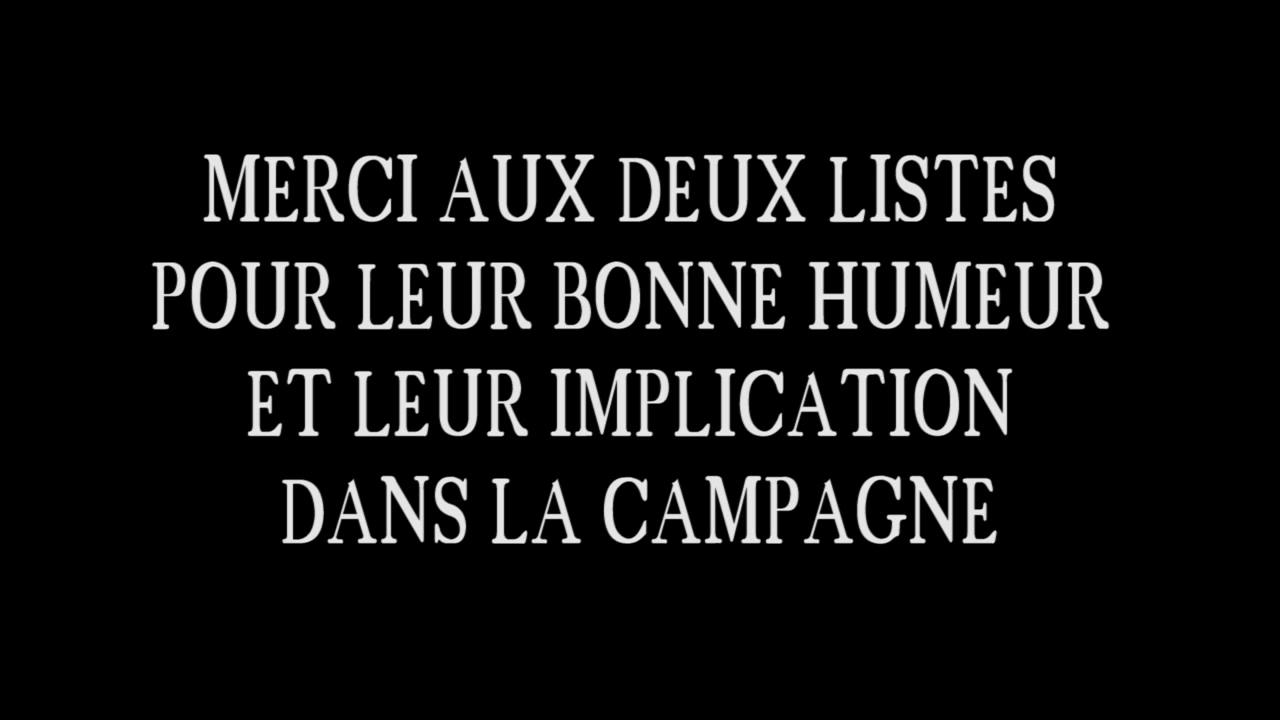 MERCI AUX DEUX LISTES
POUR LEUR BONNE HUMEUR
ET LEUR IMPLICATION
DANS LA CAMPAGNE